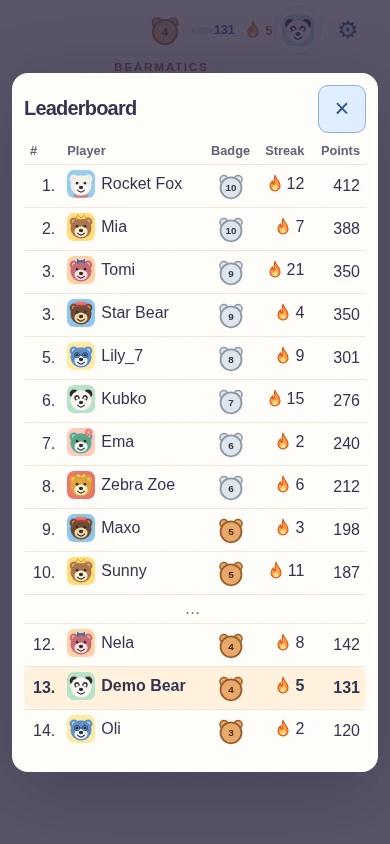 4 131 5
BEARMATICS
Leaderboard ×
# Player Badge Streak Points
1. Rocket Fox 10 12 412
2. Mia 10 7 388
3. Tomi 9 21 350
3. Star Bear 9 4 350
5. Lily_7 8 9 301
6. Kubko 7 15 276
7. Ema 6 2 240
8. Zebra Zoe 6 6 212
9. Maxo 5 3 198
10. Sunny 5 11 187
...
12. Nela 4 8 142
13. Demo Bear 4 5 131
14. Oli 3 2 120